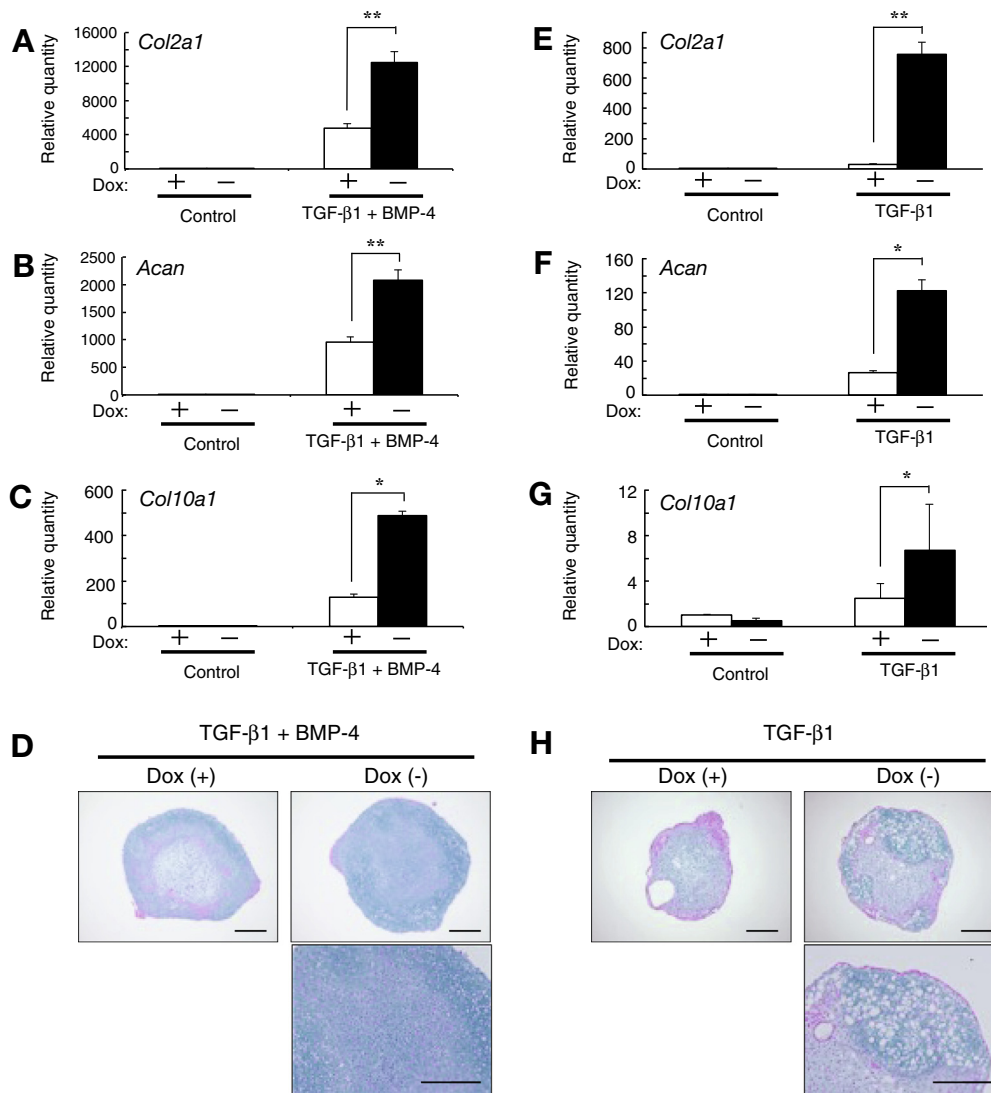 A
Col2a1
**
Relative quantity
16000
12000
8000
4000
0
Dox:
+
−
+
−
Control
TGF-β1 + BMP-4
B
Acan
**
Relative quantity
2500
2000
1500
1000
500
0
Dox:
+
−
+
−
Control
TGF-β1 + BMP-4
C
Col10a1
*
Relative quantity
600
400
200
0
Dox:
+
−
+
−
Control
TGF-β1 + BMP-4
D
TGF-β1 + BMP-4
Dox (+)
Dox (-)
E
Col2a1
**
Relative quantity
800
600
400
200
0
Dox:
+
−
+
−
Control
TGF-β1
F
Acan
*
Relative quantity
160
120
80
40
0
Dox:
+
−
+
−
Control
TGF-β1
G
Col10a1
*
Relative quantity
12
8
4
2
0
Dox:
+
−
+
−
Control
TGF-β1
H
TGF-β1
Dox (+)
Dox (-)